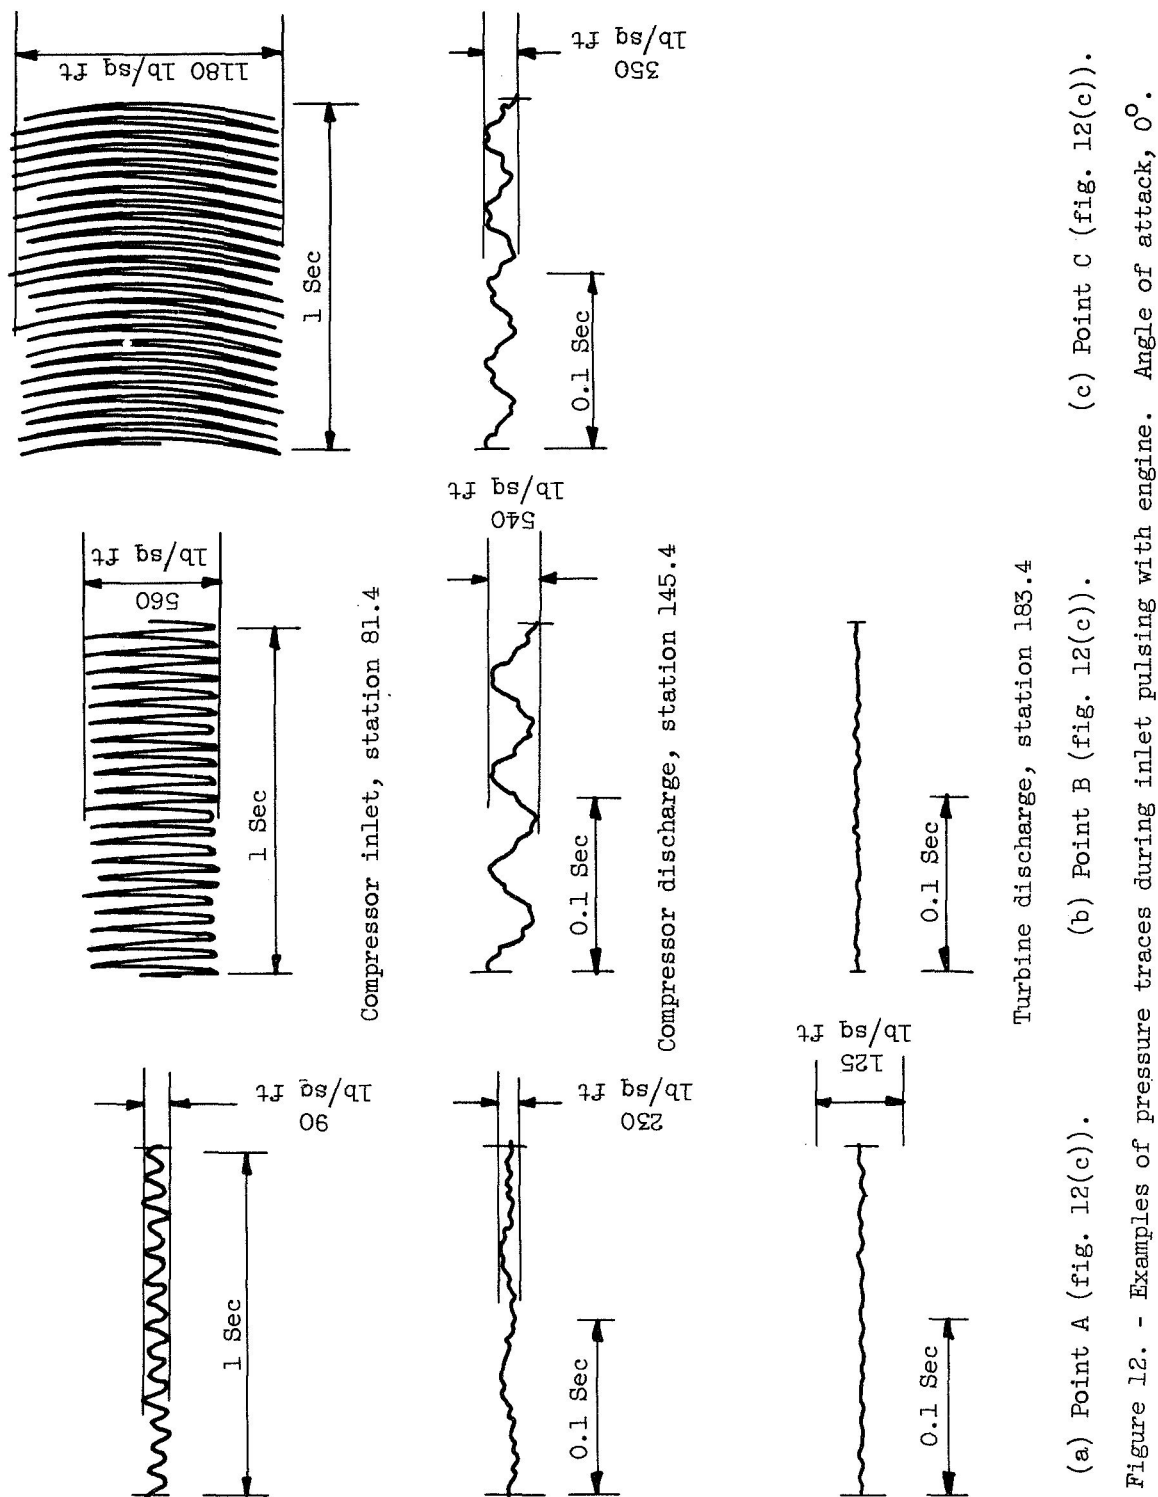 90
lb/sq ft
1 Sec
560
lb/sq ft
1 Sec
1180 lb/sq ft
1 Sec
Compressor inlet, station 81.4
230
lb/sq ft
0.1 Sec
540
lb/sq ft
0.1 Sec
350
lb/sq ft
0.1 Sec
Compressor discharge, station 145.4
125
lb/sq ft
0.1 Sec
0.1 Sec
Turbine discharge, station 183.4
(a) Point A (fig. 12(c)).
(b) Point B (fig. 12(c)).
(c) Point C (fig. 12(c)).
Figure 12. - Examples of pressure traces during inlet pulsing with engine. Angle of attack, 0°.